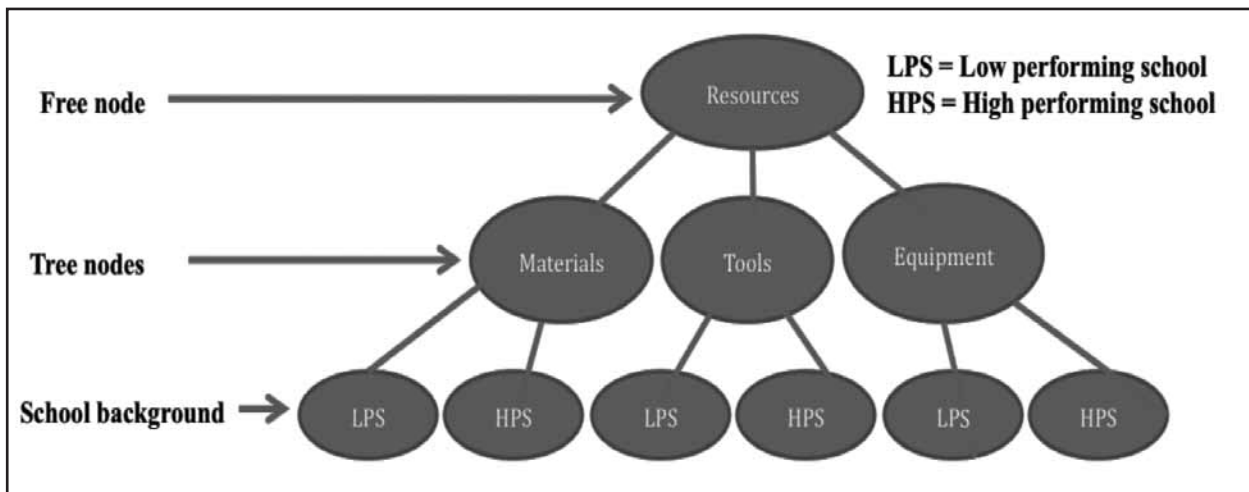 Free node
Resources
LPS = Low performing school
HPS = High performing school
Tree nodes
Materials
Tools
Equipment
School background
LPS
HPS
LPS
HPS
LPS
HPS